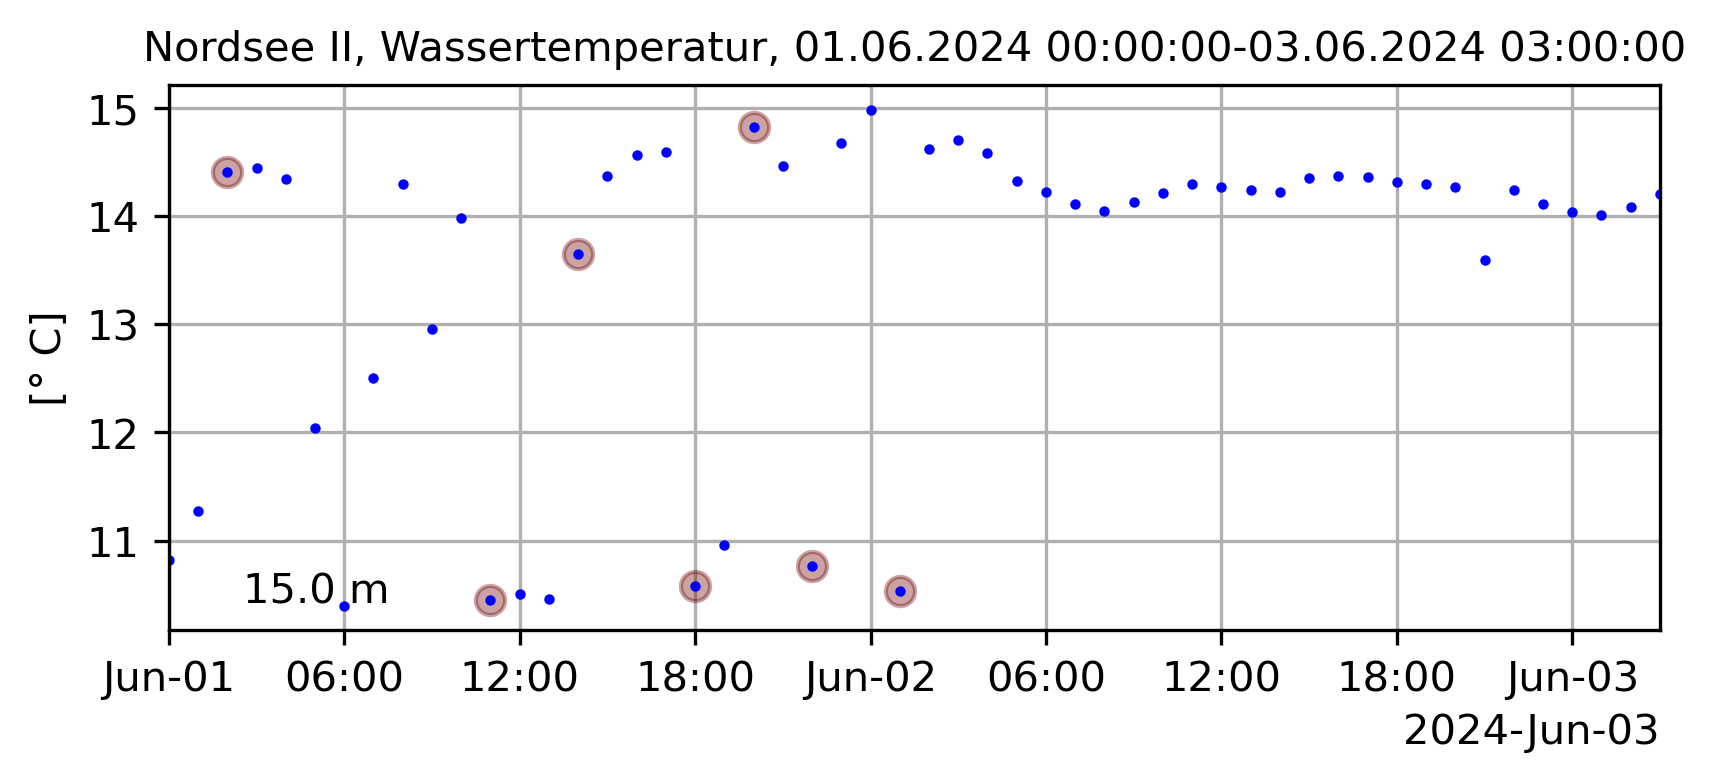 Nordsee II, Wassertemperatur, 01.06.2024 00:00:00-03.06.2024 03:00:00
15
14
13
12
11
[° C]
15.0 m
Jun-01 06:00 12:00 18:00 Jun-02 06:00 12:00 18:00 Jun-03
2024-Jun-03